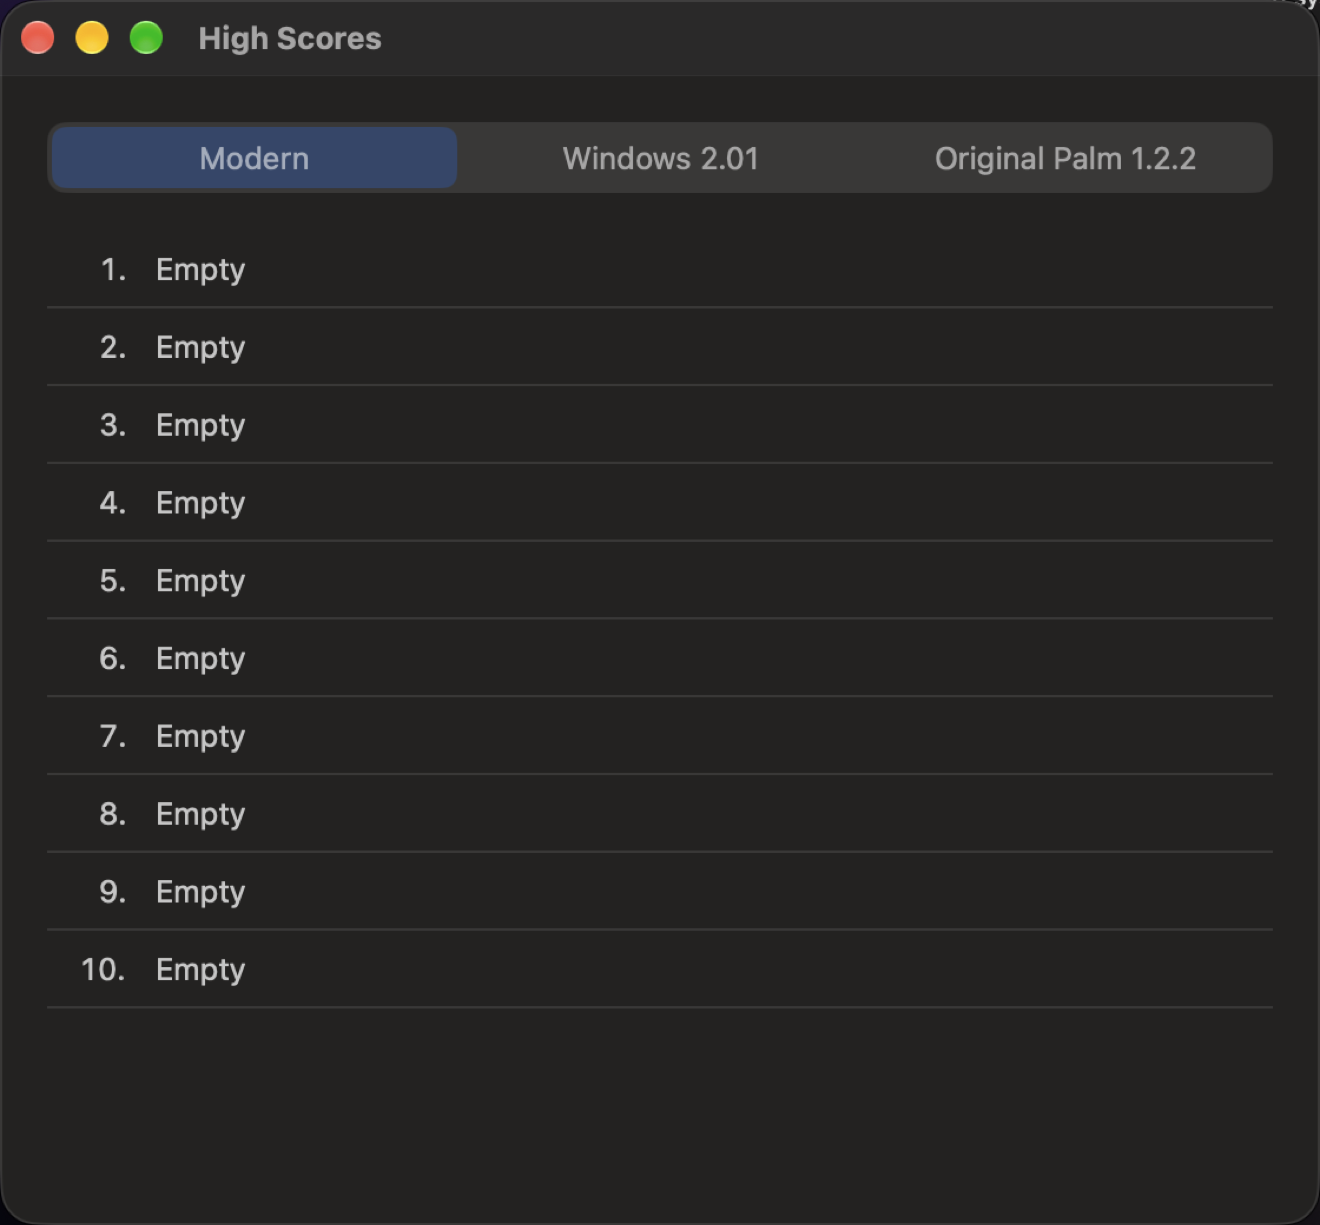 High Scores
Modern Windows 2.01 Original Palm 1.2.2
1. Empty
2. Empty
3. Empty
4. Empty
5. Empty
6. Empty
7. Empty
8. Empty
9. Empty
10. Empty